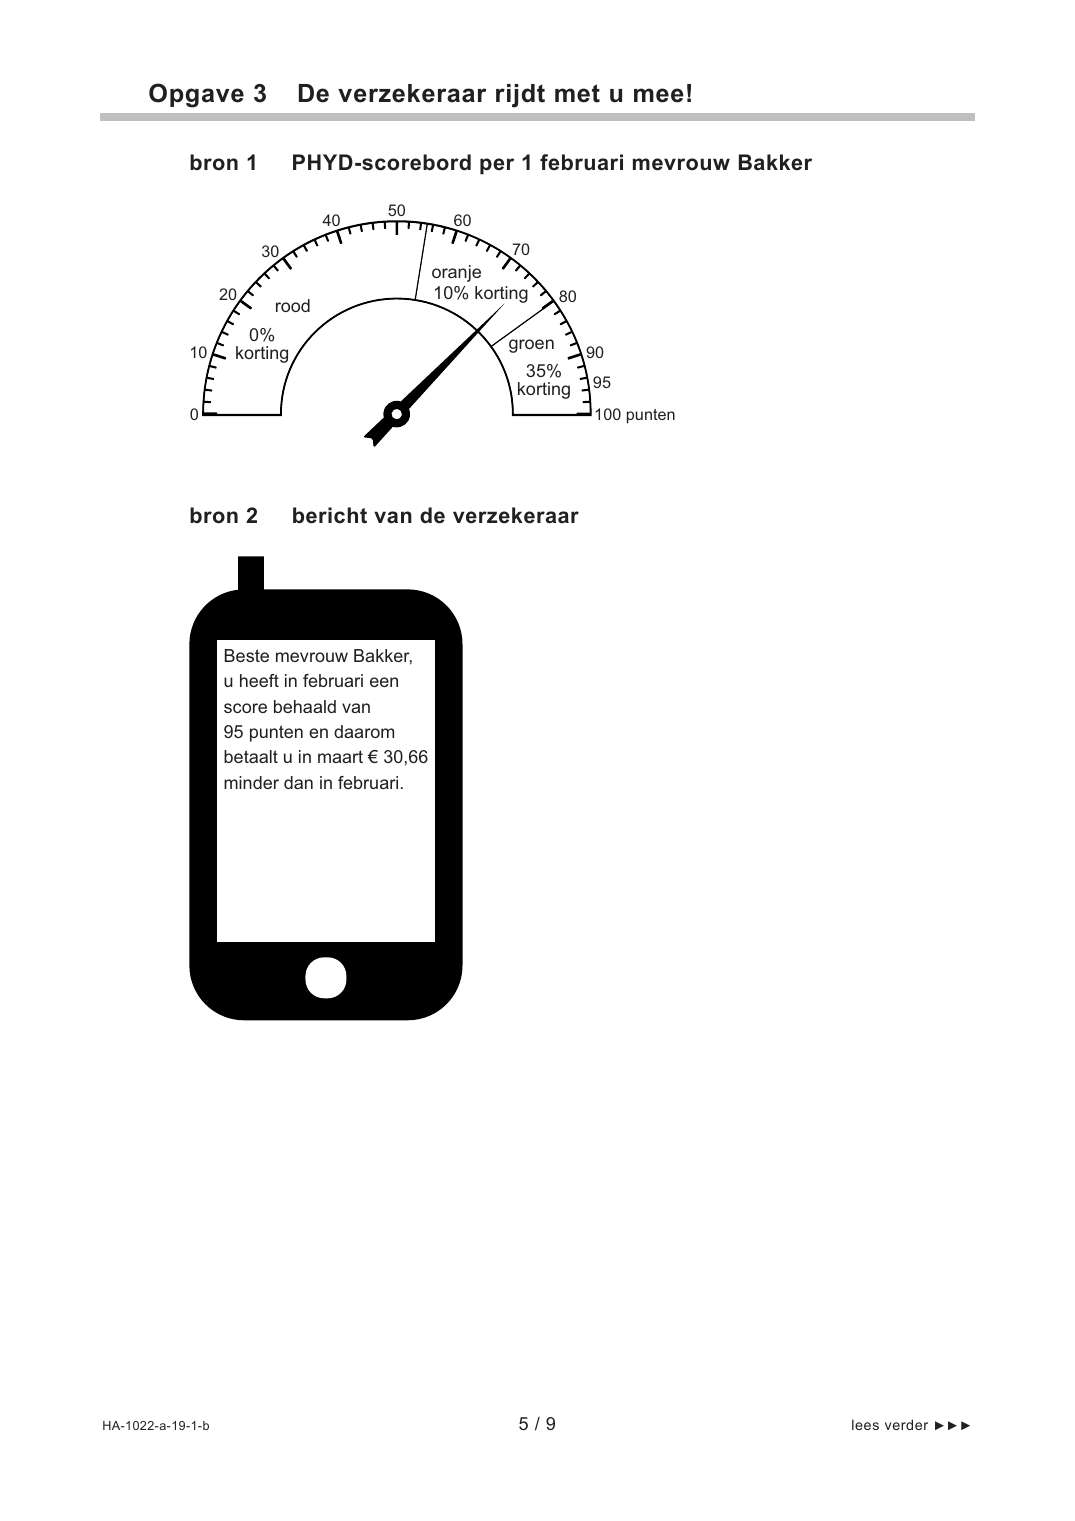 Opgave 3 De verzekeraar rijdt met u mee!
bron 1 PHYD-scorebord per 1 februari mevrouw Bakker
0
10
20
30
40
50
60
70
80
90
95
100 punten
rood
0%
korting
oranje
10% korting
groen
35%
korting
bron 2 bericht van de verzekeraar
Beste mevrouw Bakker,
u heeft in februari een
score behaald van
95 punten en daarom
betaalt u in maart € 30,66
minder dan in februari.
HA-1022-a-19-1-b
5 / 9
lees verder ►►►